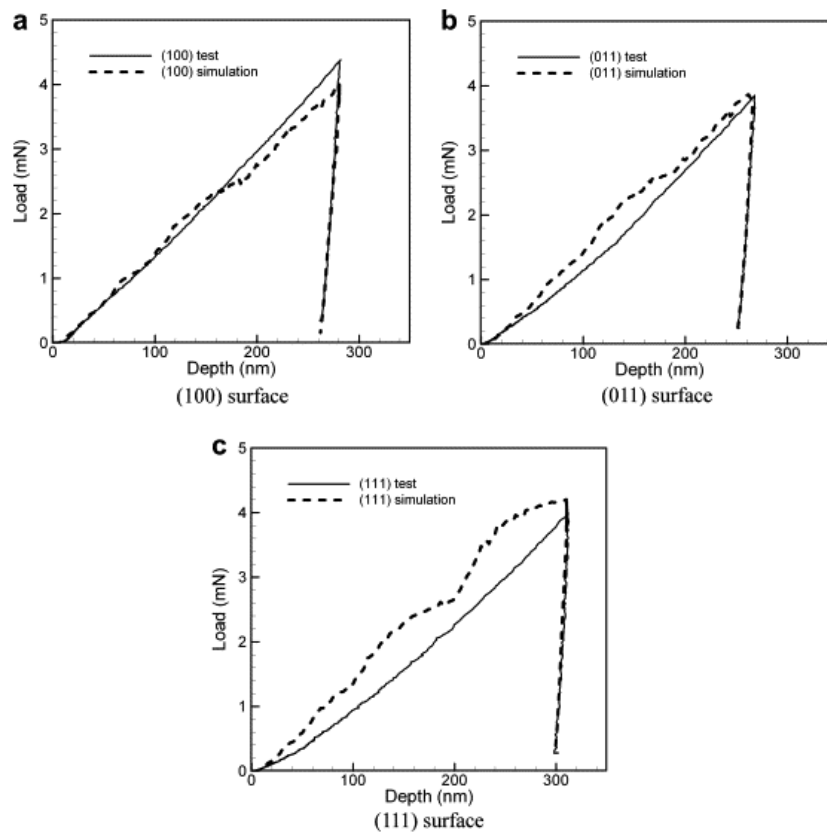 a
5
4
3
2
1
0
Load (mN)
(100) test
(100) simulation
0 100 200 300
Depth (nm)
(100) surface
b
5
4
3
2
1
0
Load (mN)
(011) test
(011) simulation
0 100 200 300
Depth (nm)
(011) surface
c
5
4
3
2
1
0
Load (mN)
(111) test
(111) simulation
0 100 200 300
Depth (nm)
(111) surface